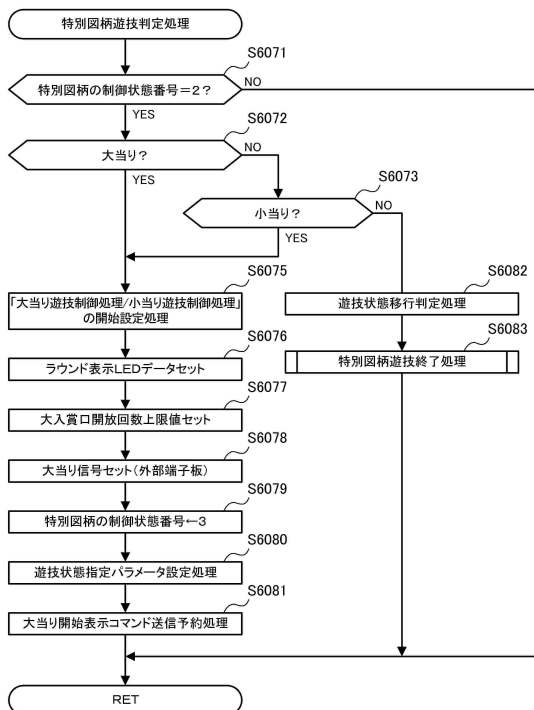 特別図柄遊技判定処理
S6071
特別図柄の制御状態番号=2?
NO
YES
S6072
大当り?
NO
YES
S6073
小当り?
NO
YES
S6075
「大当り遊技制御処理/小当り遊技制御処理」
の開始設定処理
S6076
ラウンド表示LEDデータセット
S6077
大入賞口開放回数上限値セット
S6078
大当り信号セット(外部端子板)
S6079
特別図柄の制御状態番号←3
S6080
遊技状態指定パラメータ設定処理
S6081
大当り開始表示コマンド送信予約処理
S6082
遊技状態移行判定処理
S6083
特別図柄遊技終了処理
RET